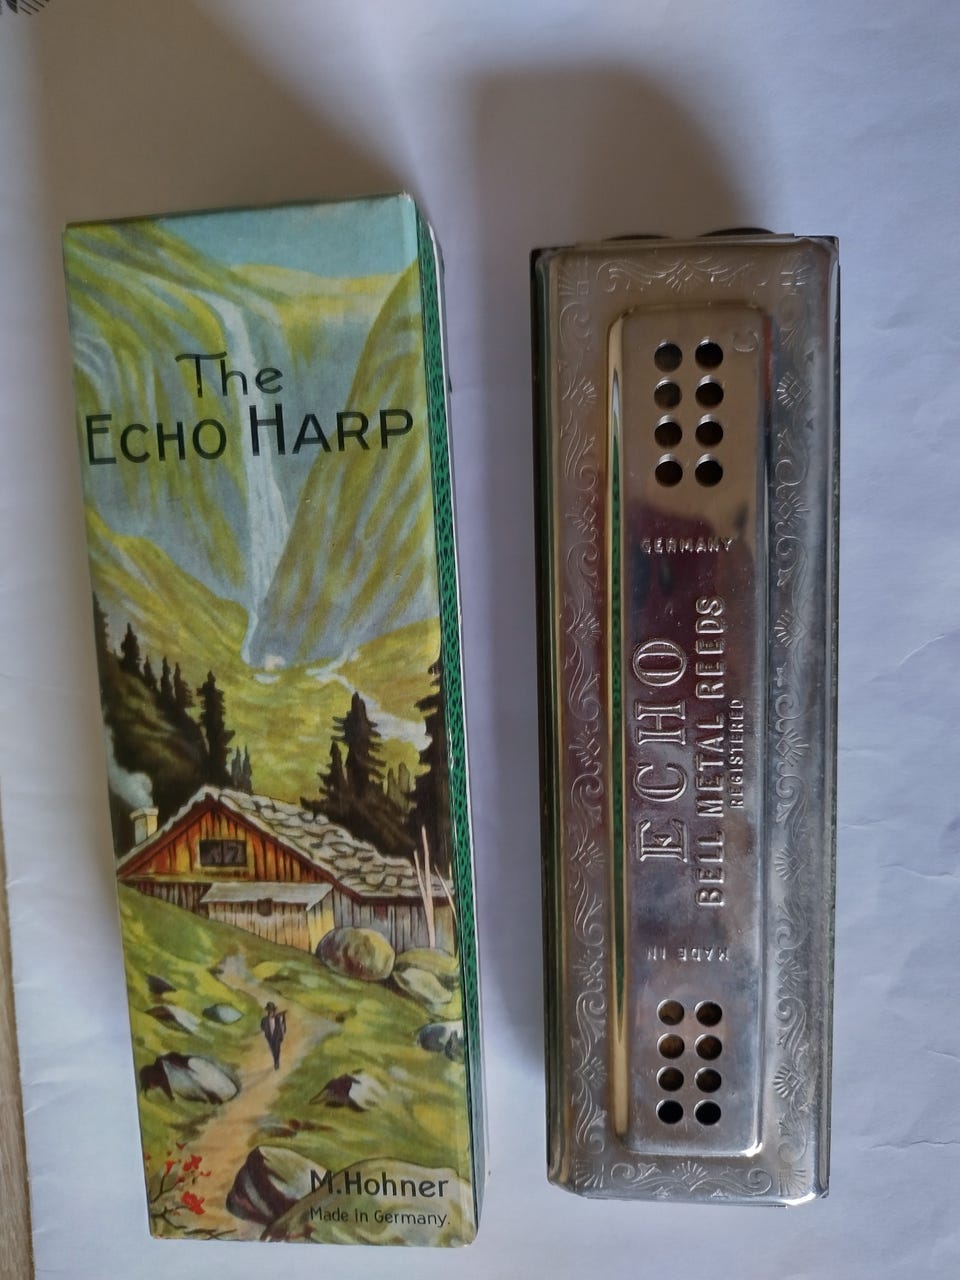 The
ECHO HARP
M.Hohner
Made in Germany.
C
GERMANY
ECHO
BELL METAL REEDS
REGISTERED
MADE IN